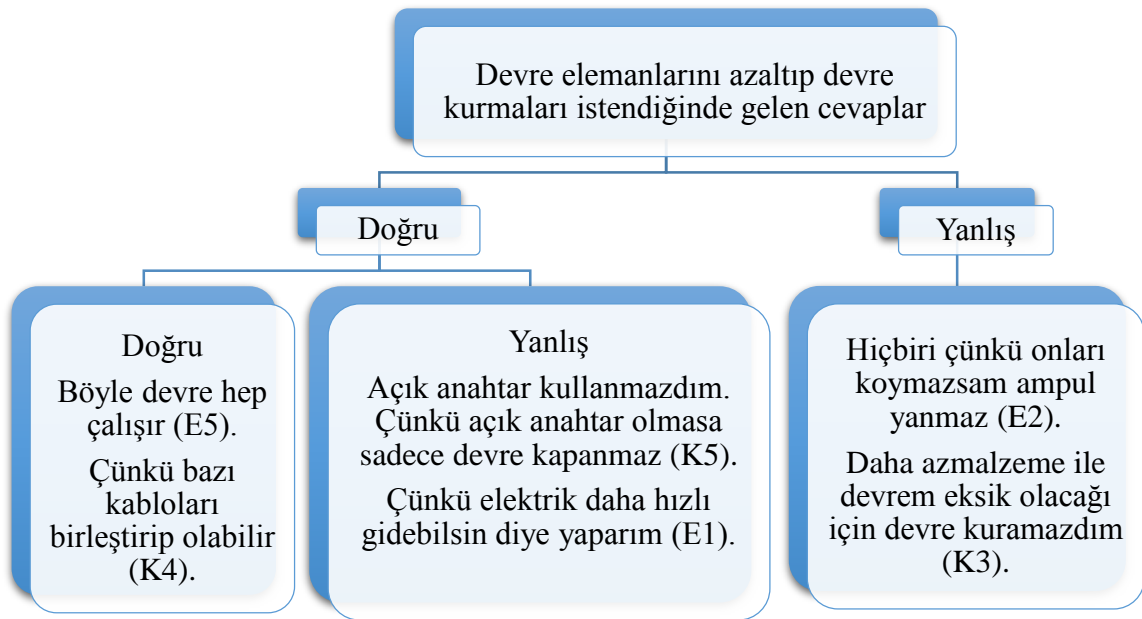 Devre elemanlarını azaltıp devre
kurmaları istendiğinde gelen cevaplar
Doğru
Yanlış
Doğru
Böyle devre hep
çalışır (E5).
Çünkü bazı
kabloları
birleştirip olabilir
(K4).
Yanlış
Açık anahtar kullanmazdım.
Çünkü açık anahtar olmasa
sadece devre kapanmaz (K5).
Çünkü elektrik daha hızlı
gidebilsin diye yaparım (E1).
Hiçbiri çünkü onları
koymazsam ampul
yanmaz (E2).
Daha azmalzeme ile
devrem eksik olacağı
için devre kuramazdım
(K3).